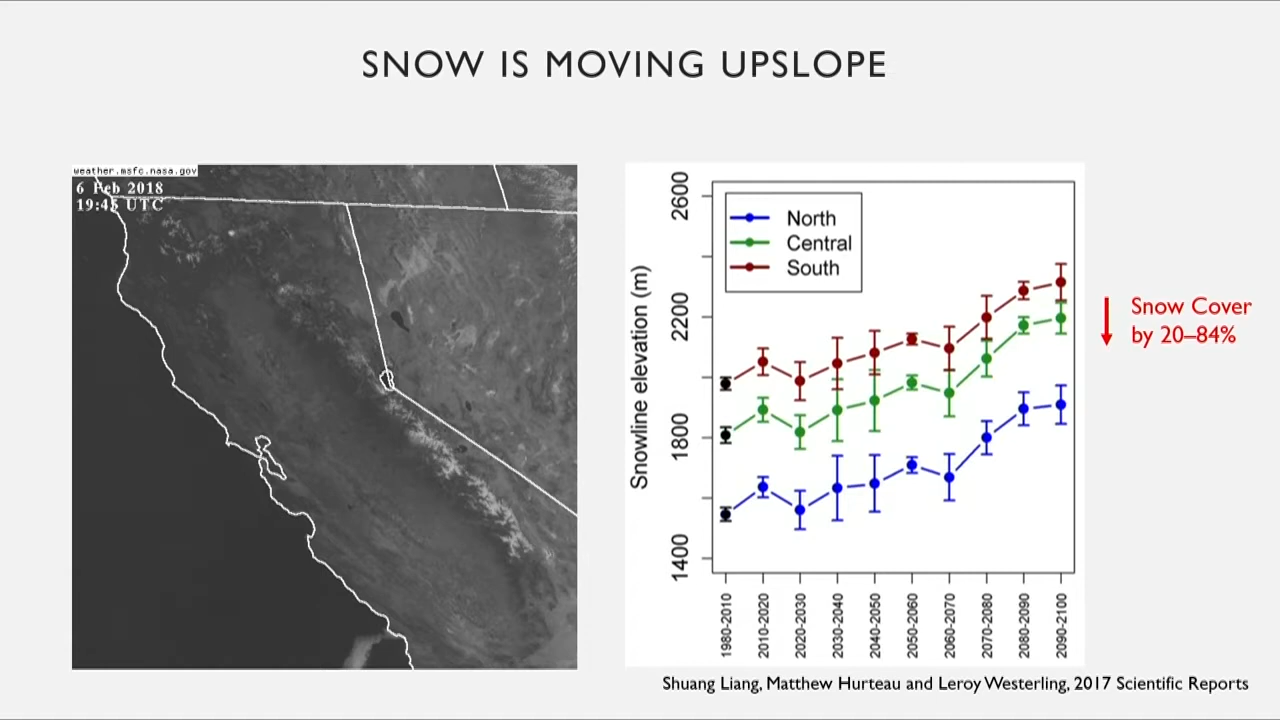 SNOW IS MOVING UPSLOPE
weather.msfc.nasa.gov
6 Feb 2018
19:45 UTC
2600
2200
1800
1400
Snowline elevation (m)
North
Central
South
1980-2010
2010-2020
2020-2030
2030-2040
2040-2050
2050-2060
2060-2070
2070-2080
2080-2090
2090-2100
Snow Cover
by 20–84%
Shuang Liang, Matthew Hurteau and Leroy Westerling, 2017 Scientific Reports